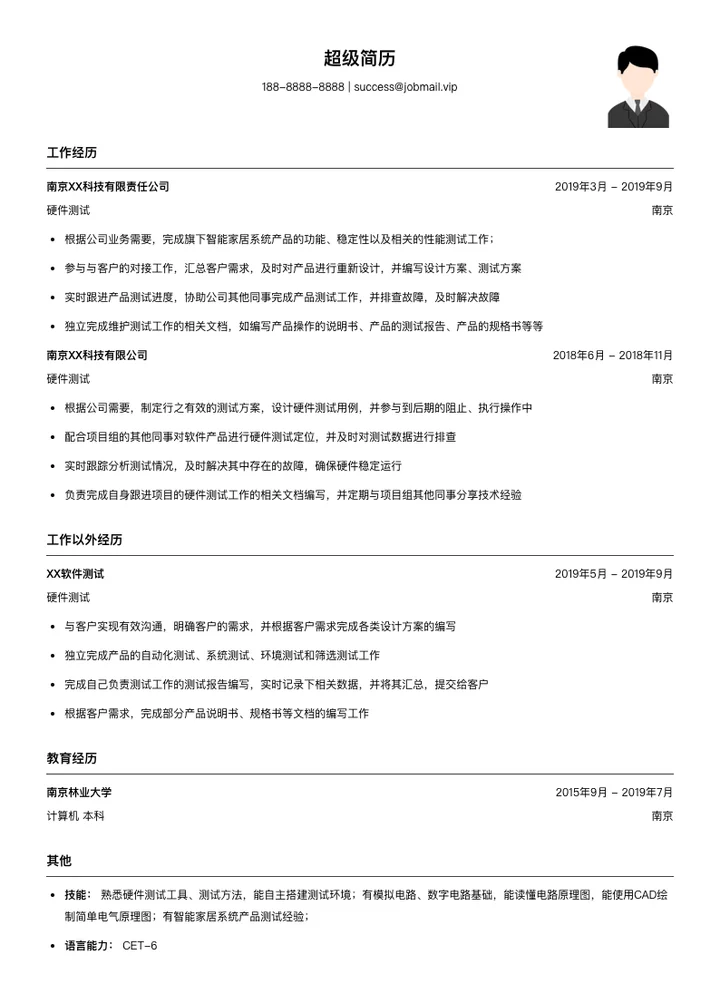 超级简历
188-8888-8888 | success@jobmail.vip
工作经历
南京XX科技有限责任公司 2019年3月 – 2019年9月
硬件测试 南京
• 根据公司业务需要，完成旗下智能家居系统产品的功能、稳定性以及相关的性能测试工作；
• 参与与客户的对接工作，汇总客户需求，及时对产品进行重新设计，并编写设计方案、测试方案
• 实时跟进产品测试进度，协助公司其他同事完成产品测试工作，并排查故障，及时解决故障
• 独立完成维护测试工作的相关文档，如编写产品操作的说明书、产品的测试报告、产品的规格书等等
南京XX科技有限公司 2018年6月 – 2018年11月
硬件测试 南京
• 根据公司需要，制定行之有效的测试方案，设计硬件测试用例，并参与到后期的阻止、执行操作中
• 配合项目组的其他同事对软件产品进行硬件测试定位，并及时对测试数据进行排查
• 实时跟踪分析测试情况，及时解决其中存在的故障，确保硬件稳定运行
• 负责完成自身跟进项目的硬件测试工作的相关文档编写，并定期与项目组其他同事分享技术经验
工作以外经历
XX软件测试 2019年5月 – 2019年9月
硬件测试 南京
• 与客户实现有效沟通，明确客户的需求，并根据客户需求完成各类设计方案的编写
• 独立完成产品的自动化测试、系统测试、环境测试和筛选测试工作
• 完成自己负责测试工作的测试报告编写，实时记录下相关数据，并将其汇总，提交给客户
• 根据客户需求，完成部分产品说明书、规格书等文档的编写工作
教育经历
南京林业大学 2015年9月 – 2019年7月
计算机 本科 南京
其他
• 技能： 熟悉硬件测试工具、测试方法，能自主搭建测试环境；有模拟电路、数字电路基础，能读懂电路原理图，能使用CAD绘
制简单电气原理图；有智能家居系统产品测试经验；
• 语言能力： CET-6